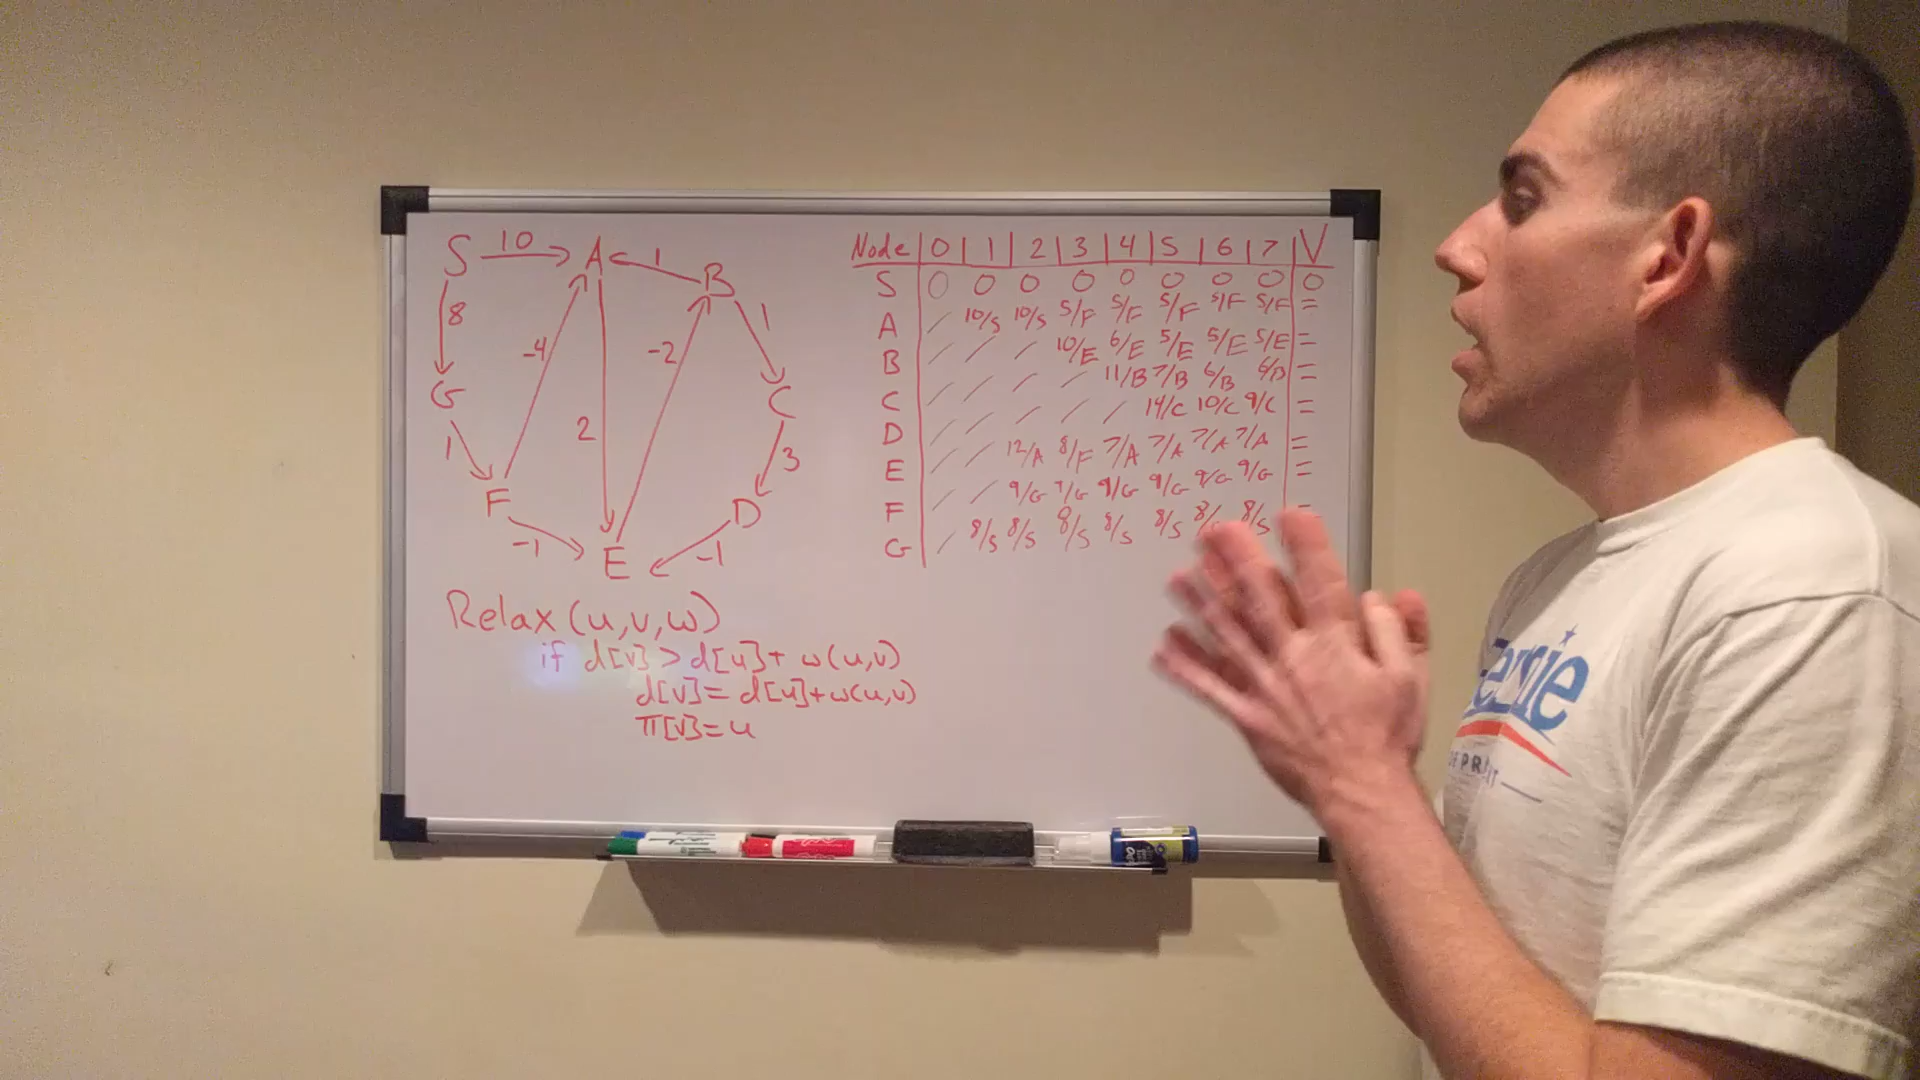 S 10 A 1 B
8 -4 2 -2 1
G C
1 3
F -1 E -1 D
Relax (u,v,w)
if d[v] > d[u] + w(u,v)
d[v] = d[u] + w(u,v)
π[v] = u
Node 0 1 2 3 4 5 6 7 V
S 0 0 0 0 0 0 0 0 0
A / 10/S 10/S 5/F 5/F 5/F 5/F 5/F =
B / / / 10/E 6/E 5/E 5/E 5/E =
C / / / / 11/B 7/B 6/B 6/B =
D / / / / / 14/C 10/C 9/C =
E / / 12/A 8/F 7/A 7/A 7/A 7/A =
F / / 9/G 9/G 9/G 9/G 9/G 9/G =
G / 8/S 8/S 8/S 8/S 8/S 8/S 8/S =